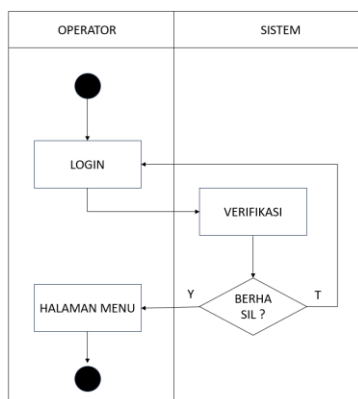 OPERATOR
SISTEM
LOGIN
VERIFIKASI
HALAMAN MENU
Y
BERHA
SIL ?
T